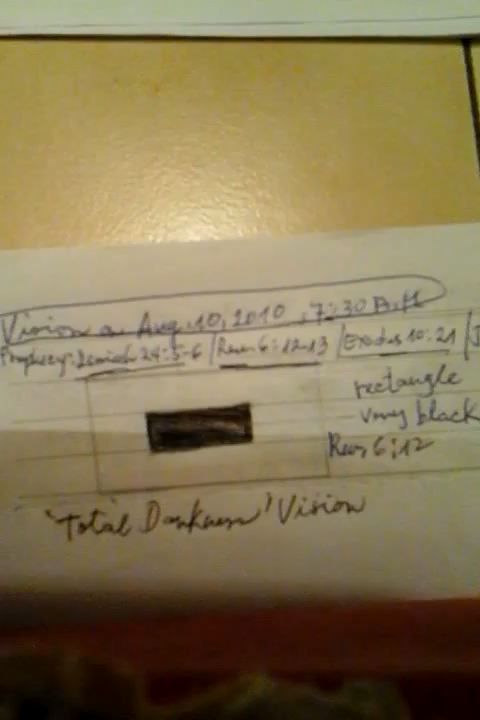 Vision on Aug. 10, 2010, 7:30 P.M
Prophecy: Isaiah 24:5-6 / Rev. 6:12-13 / Exodus 10:21 /
rectangle
very black
Rev. 6:12
'Total Darkness' Vision